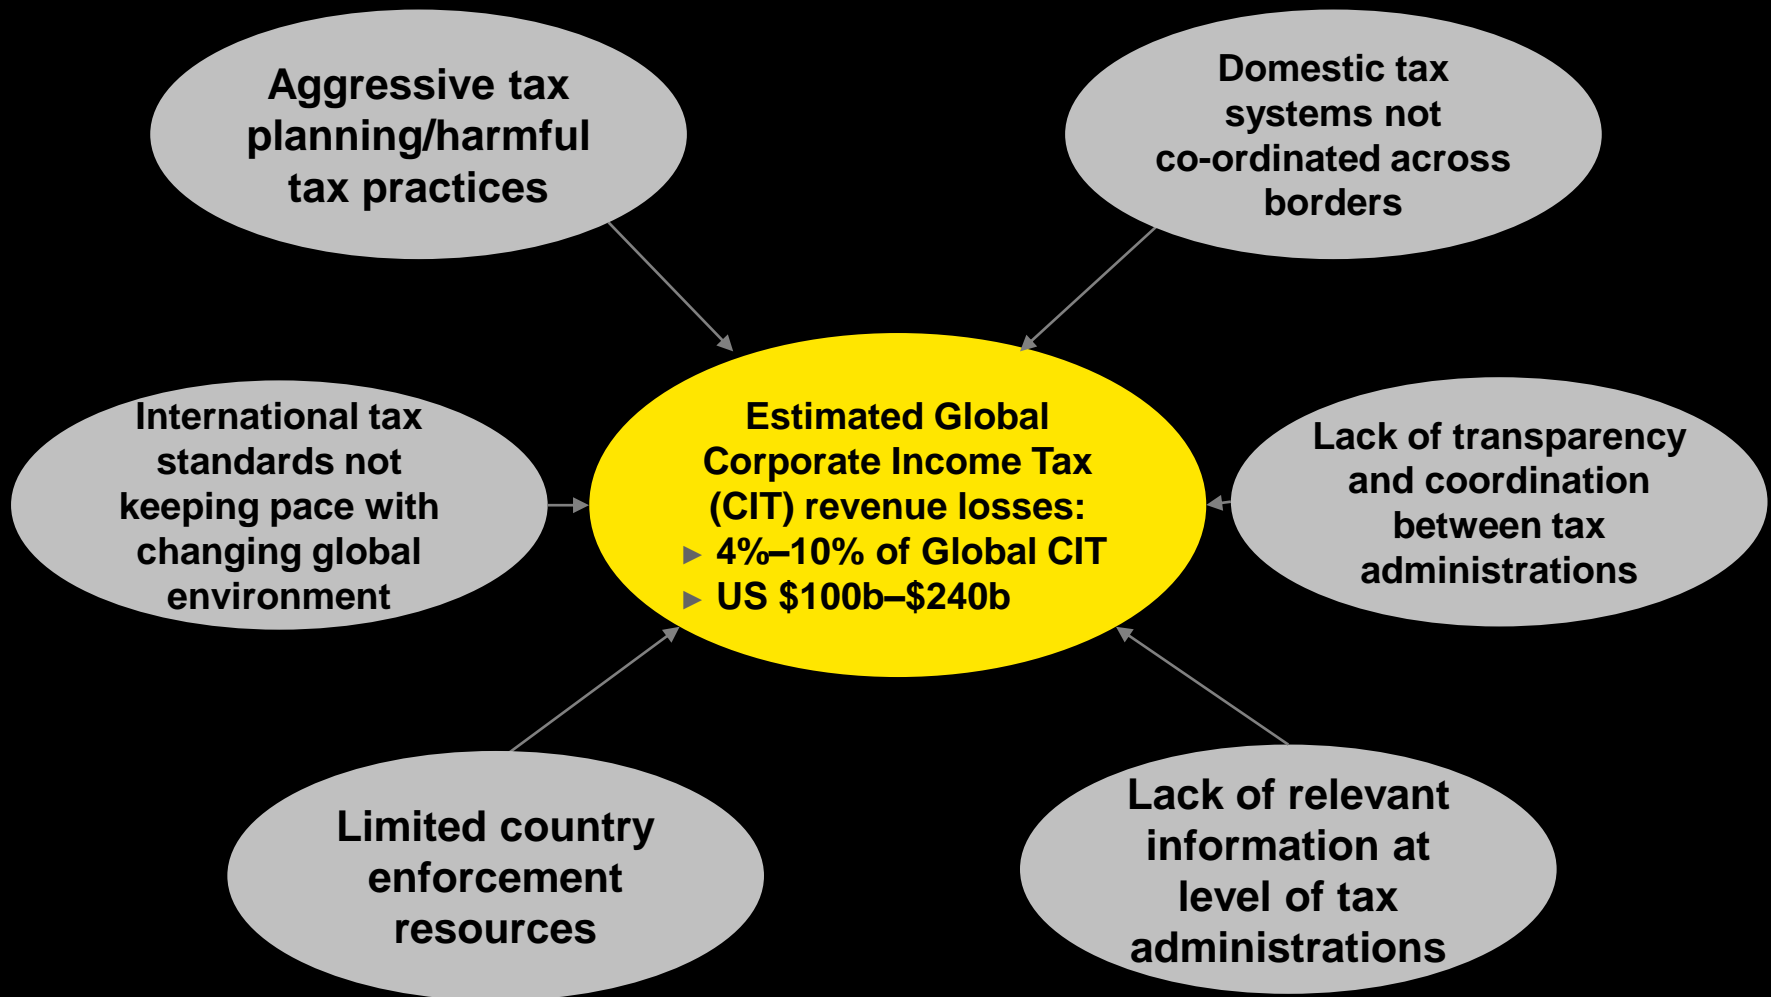 Aggressive tax
planning/harmful
tax practices
Domestic tax
systems not
co-ordinated across
borders
International tax
standards not
keeping pace with
changing global
environment
Estimated Global
Corporate Income Tax
(CIT) revenue losses:
► 4%–10% of Global CIT
► US $100b–$240b
Lack of transparency
and coordination
between tax
administrations
Limited country
enforcement
resources
Lack of relevant
information at
level of tax
administrations